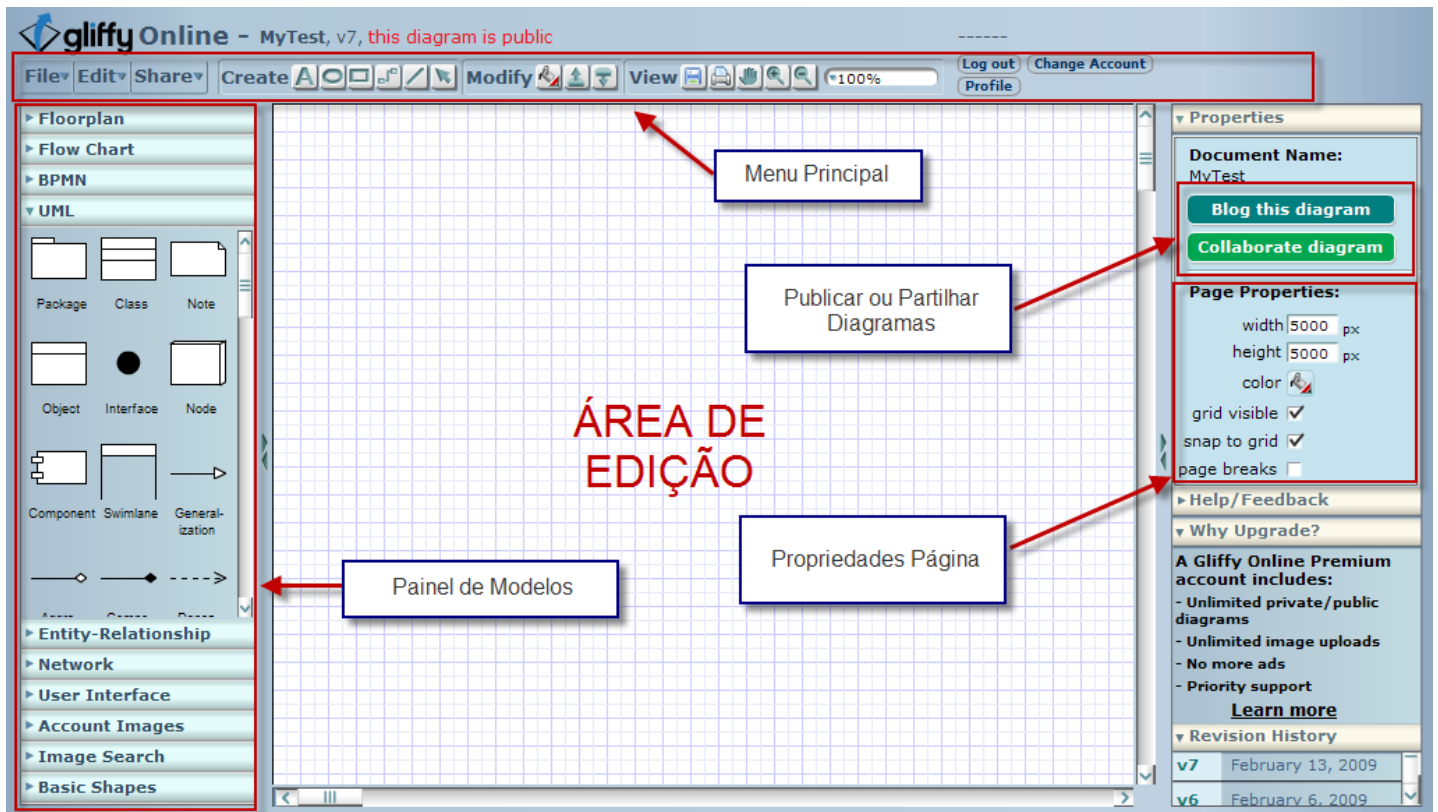 gliffy Online - MyTest, v7, this diagram is public
------
File Edit Share Create A Modify View 100%
Log out Change Account
Profile
Floorplan
Flow Chart
BPMN
UML
Package Class Note
Object Interface Node
Component Swimlane General-
ization
Entity-Relationship
Network
User Interface
Account Images
Image Search
Basic Shapes
Menu Principal
Publicar ou Partilhar
Diagramas
ÁREA DE
EDIÇÃO
Propriedades Página
Painel de Modelos
Properties
Document Name:
MyTest
Blog this diagram
Collaborate diagram
Page Properties:
width 5000 px
height 5000 px
color
grid visible
snap to grid
page breaks
Help/Feedback
Why Upgrade?
A Gliffy Online Premium
account includes:
- Unlimited private/public
diagrams
- Unlimited image uploads
- No more ads
- Priority support
Learn more
Revision History
v7 February 13, 2009
v6 February 6, 2009